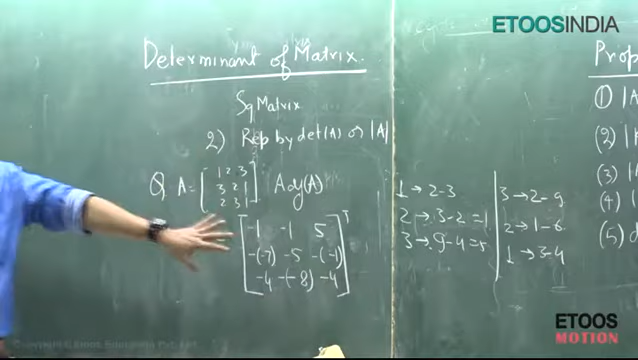 ETOOSINDIA
Determinant of Matrix.
Sq Matrix
2) Rep by det(A) or |A|
Q A = [ 1 2 3
3 2 1
2 3 1 ] Adj(A)
[ -1 -1 5
-(-7) -5 -(-1)
-4 -(-8) -4 ]ᵀ
1 → 2-3
2 → 3-2 = 1
3 → 9-4 = 5
3 → 2-9
2 → 1-6
1 → 3-4
Prop
① |A
(2) |A
(3) |A
(4) |
(5) d
ETOOS
MOTION